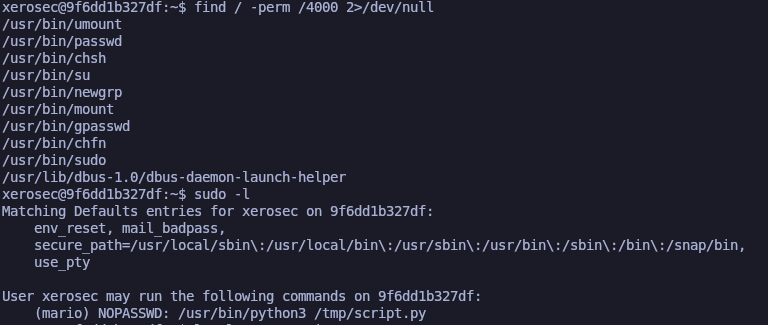 xerosec@9f6dd1b327df:~$ find / -perm /4000 2>/dev/null
/usr/bin/umount
/usr/bin/passwd
/usr/bin/chsh
/usr/bin/su
/usr/bin/newgrp
/usr/bin/mount
/usr/bin/gpasswd
/usr/bin/chfn
/usr/bin/sudo
/usr/lib/dbus-1.0/dbus-daemon-launch-helper
xerosec@9f6dd1b327df:~$ sudo -l
Matching Defaults entries for xerosec on 9f6dd1b327df:
    env_reset, mail_badpass,
    secure_path=/usr/local/sbin\:/usr/local/bin\:/usr/sbin\:/usr/bin\:/sbin\:/bin\:/snap/bin,
    use_pty

User xerosec may run the following commands on 9f6dd1b327df:
    (mario) NOPASSWD: /usr/bin/python3 /tmp/script.py